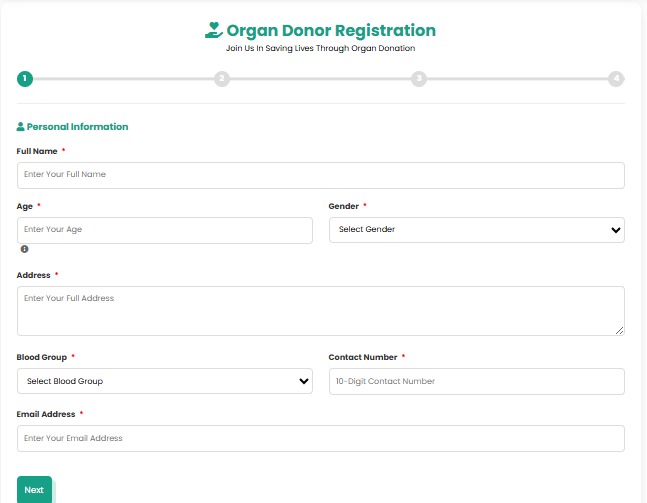 Organ Donor Registration
Join Us In Saving Lives Through Organ Donation
1 2 3 4
Personal Information
Full Name *
Enter Your Full Name
Age * Gender *
Enter Your Age Select Gender
Address *
Enter Your Full Address
Blood Group * Contact Number *
Select Blood Group 10-Digit Contact Number
Email Address *
Enter Your Email Address
Next